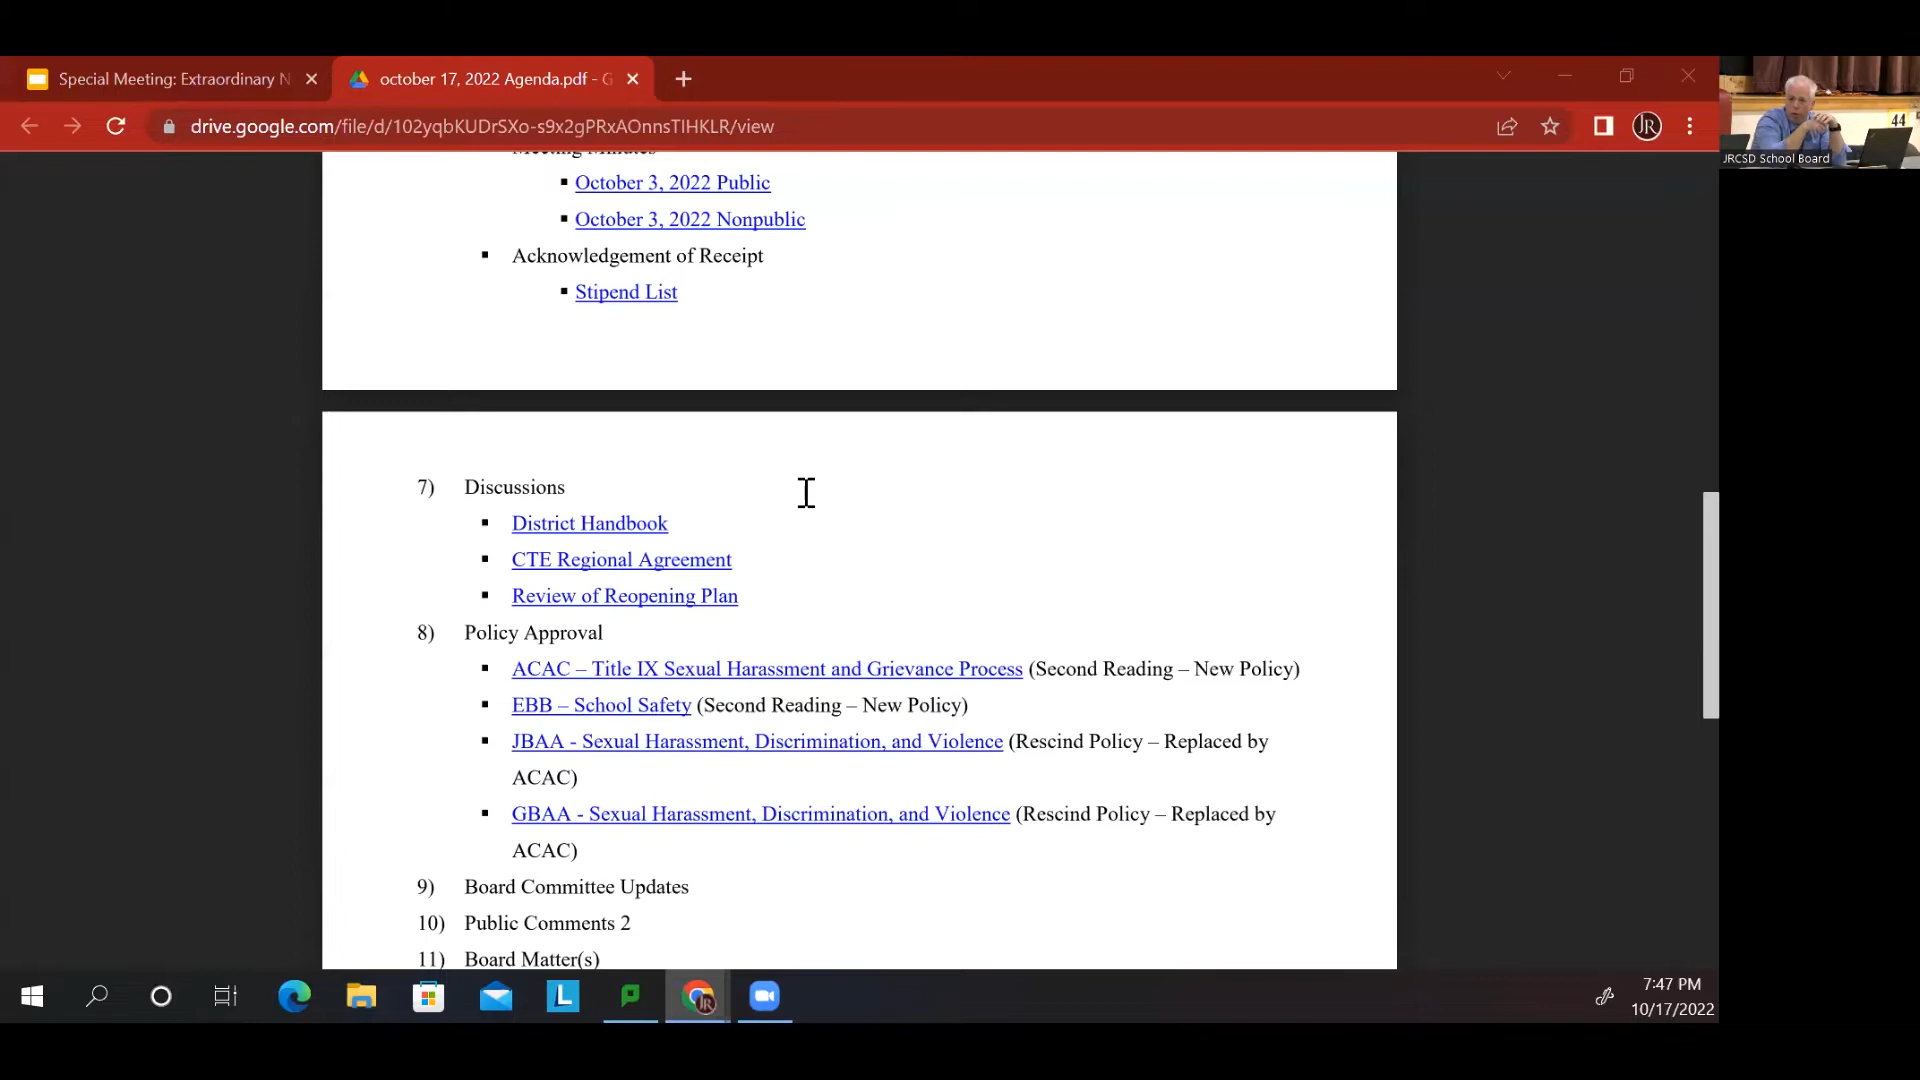 Special Meeting: Extraordinary N
october 17, 2022 Agenda.pdf - G
drive.google.com/file/d/102yqbKUDrSXo-s9x2gPRxAOnnsTIHKLR/view
JR
44
JRCSD School Board
Meeting Minutes
▪ October 3, 2022 Public
▪ October 3, 2022 Nonpublic
▪ Acknowledgement of Receipt
▪ Stipend List
7) Discussions
▪ District Handbook
▪ CTE Regional Agreement
▪ Review of Reopening Plan
8) Policy Approval
▪ ACAC – Title IX Sexual Harassment and Grievance Process (Second Reading – New Policy)
▪ EBB – School Safety (Second Reading – New Policy)
▪ JBAA - Sexual Harassment, Discrimination, and Violence (Rescind Policy – Replaced by
ACAC)
▪ GBAA - Sexual Harassment, Discrimination, and Violence (Rescind Policy – Replaced by
ACAC)
9) Board Committee Updates
10) Public Comments 2
11) Board Matter(s)
L
JR
7:47 PM
10/17/2022